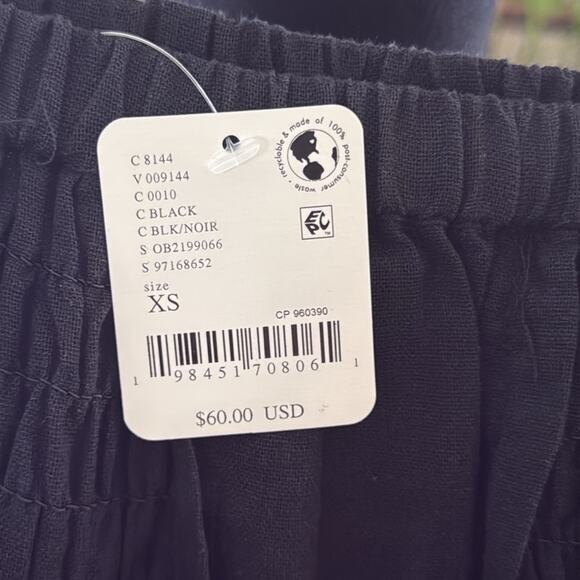 C 8144
V 009144
C 0010
C BLACK
C BLK/NOIR
S OB2199066
S 97168652
size
XS
recyclable & made of 100% post-consumer waste •
EPC™
CP 960390
1 98451 70806 1
$60.00 USD